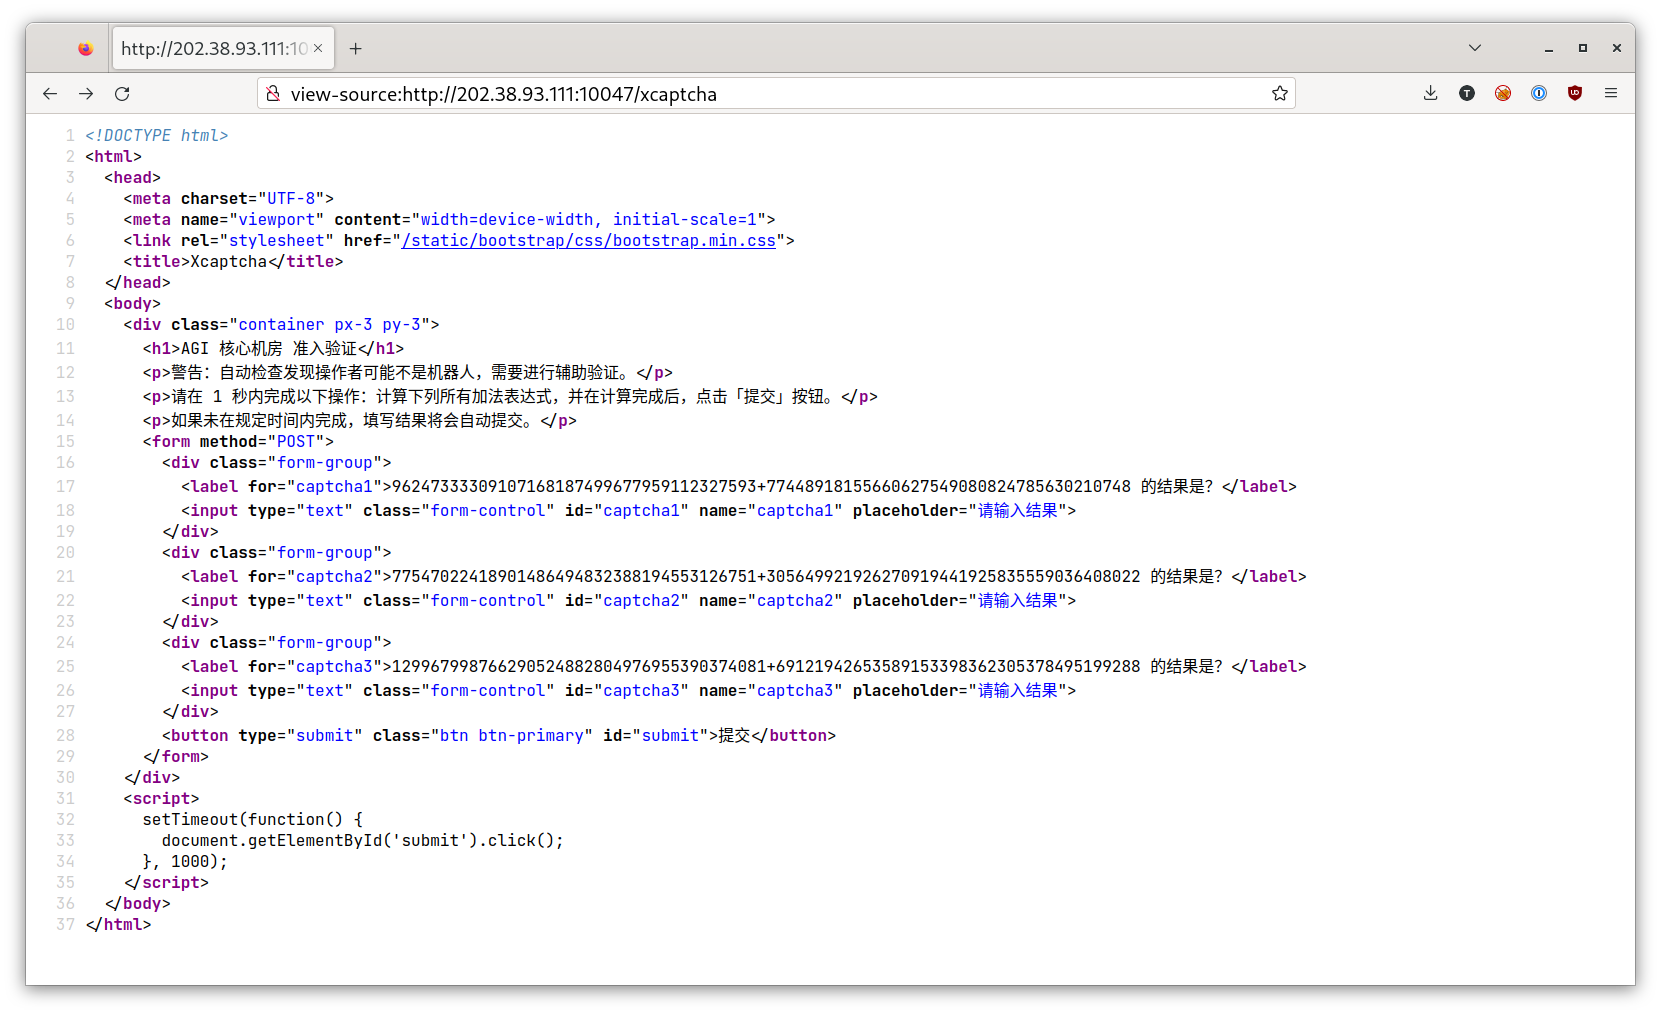 http://202.38.93.111:10
view-source:http://202.38.93.111:10047/xcaptcha
1 <!DOCTYPE html>
2 <html>
3 <head>
4 <meta charset="UTF-8">
5 <meta name="viewport" content="width=device-width, initial-scale=1">
6 <link rel="stylesheet" href="/static/bootstrap/css/bootstrap.min.css">
7 <title>Xcaptcha</title>
8 </head>
9 <body>
10 <div class="container px-3 py-3">
11 <h1>AGI 核心机房 准入验证</h1>
12 <p>警告：自动检查发现操作者可能不是机器人，需要进行辅助验证。</p>
13 <p>请在 1 秒内完成以下操作：计算下列所有加法表达式，并在计算完成后，点击「提交」按钮。</p>
14 <p>如果未在规定时间内完成，填写结果将会自动提交。</p>
15 <form method="POST">
16 <div class="form-group">
17 <label for="captcha1">96247333309107168187499677959112327593+77448918155660627549080824785630210748 的结果是？</label>
18 <input type="text" class="form-control" id="captcha1" name="captcha1" placeholder="请输入结果">
19 </div>
20 <div class="form-group">
21 <label for="captcha2">77547022418901486494832388194553126751+305649921926270919441925835559036408022 的结果是？</label>
22 <input type="text" class="form-control" id="captcha2" name="captcha2" placeholder="请输入结果">
23 </div>
24 <div class="form-group">
25 <label for="captcha3">129967998766290524882804976955390374081+69121942653589153398362305378495199288 的结果是？</label>
26 <input type="text" class="form-control" id="captcha3" name="captcha3" placeholder="请输入结果">
27 </div>
28 <button type="submit" class="btn btn-primary" id="submit">提交</button>
29 </form>
30 </div>
31 <script>
32 setTimeout(function() {
33 document.getElementById('submit').click();
34 }, 1000);
35 </script>
36 </body>
37 </html>